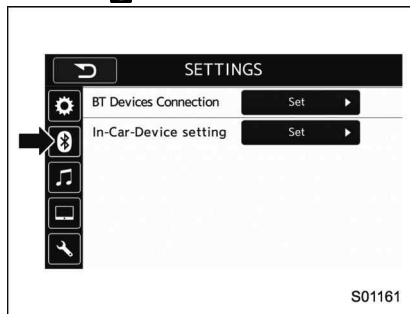 SETTINGS
BT Devices Connection Set
In-Car-Device setting Set
S01161